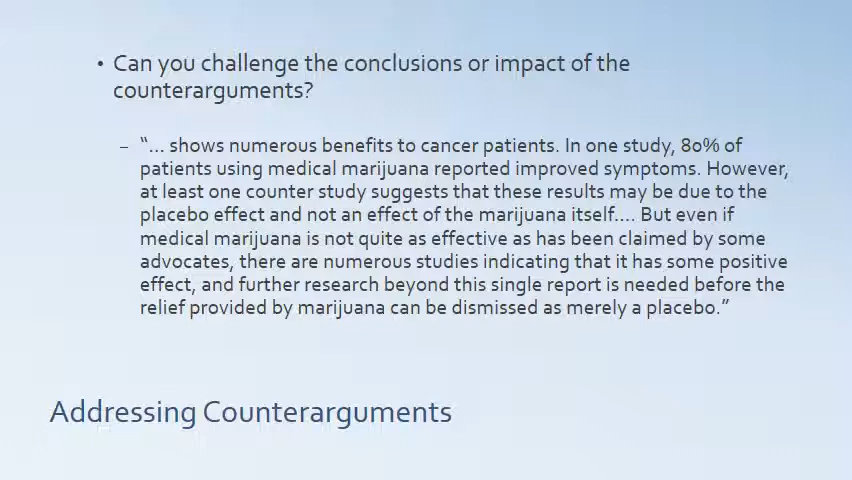 • Can you challenge the conclusions or impact of the
counterarguments?
– “... shows numerous benefits to cancer patients. In one study, 80% of
patients using medical marijuana reported improved symptoms. However,
at least one counter study suggests that these results may be due to the
placebo effect and not an effect of the marijuana itself.... But even if
medical marijuana is not quite as effective as has been claimed by some
advocates, there are numerous studies indicating that it has some positive
effect, and further research beyond this single report is needed before the
relief provided by marijuana can be dismissed as merely a placebo.”
Addressing Counterarguments